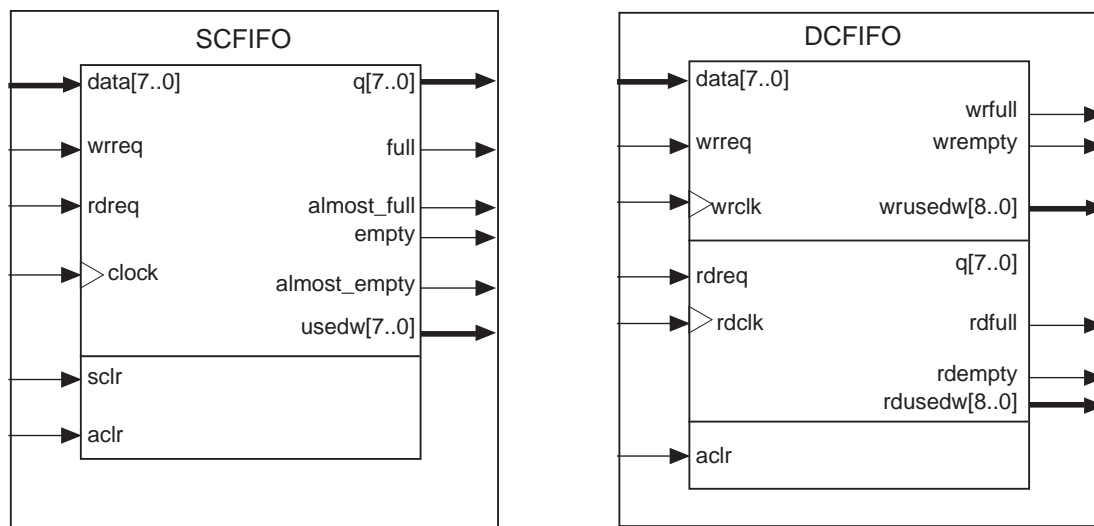 SCFIFO
data[7..0]
q[7..0]
wrreq
full
rdreq
almost_full
empty
clock
almost_empty
usedw[7..0]
sclr
aclr
DCFIFO
data[7..0]
wrfull
wrreq
wrempty
wrclk
wrusedw[8..0]
rdreq
q[7..0]
rdclk
rdfull
rdempty
rdusedw[8..0]
aclr